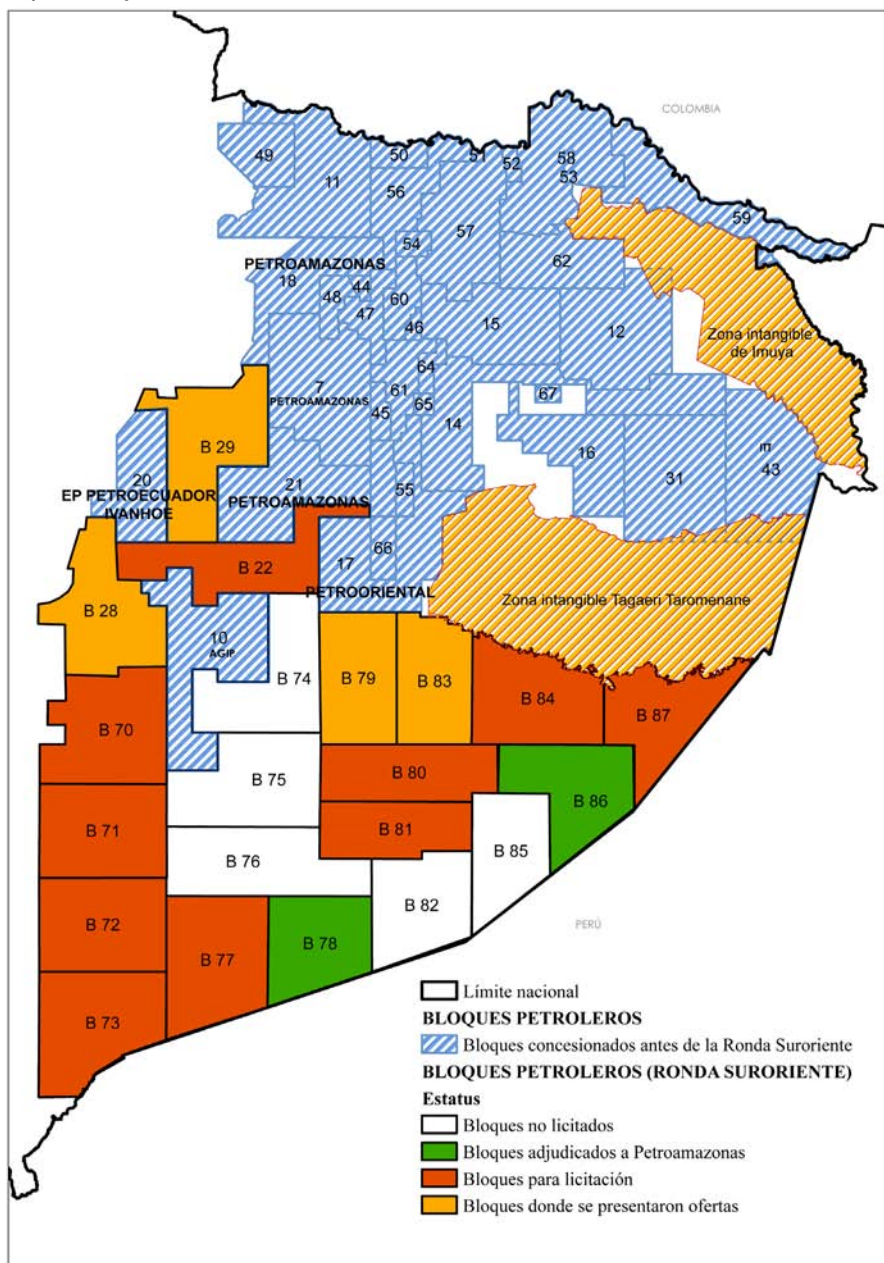 COLOMBIA
49
11
50
51
52
58
53
56
59
57
54
62
PETROAMAZONAS
18
44
48
60
47
46
15
12
Zona intangible
de Imuya
64
7
PETROAMAZONAS
61
67
45
65
14
B 29
ITT
43
16
31
20
21
55
EP PETROECUADOR
IVANHOE
PETROAMAZONAS
17
66
B 22
PETROORIENTAL
Zona intangible Tagaeri Taromenane
B 28
10
AGIP
B 74
B 79
B 83
B 84
B 87
B 70
B 75
B 80
B 86
B 71
B 81
B 85
B 76
B 82
B 72
B 77
B 78
PERÚ
B 73
Límite nacional
BLOQUES PETROLEROS
Bloques concesionados antes de la Ronda Suroriente
BLOQUES PETROLEROS (RONDA SURORIENTE)
Estatus
Bloques no licitados
Bloques adjudicados a Petroamazonas
Bloques para licitación
Bloques donde se presentaron ofertas